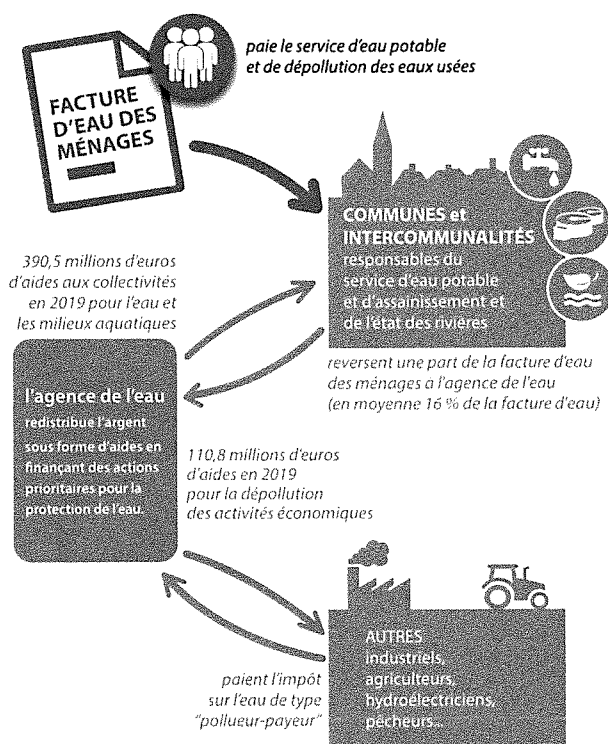 paie le service d'eau potable
et de dépollution des eaux usées
FACTURE
D'EAU DES
MÉNAGES
COMMUNES et
INTERCOMMUNALITÉS
responsables du
service d'eau potable
et d'assainissement et
de l'état des rivières
390,5 millions d'euros
d'aides aux collectivités
en 2019 pour l'eau et
les milieux aquatiques
reversent une part de la facture d'eau
des ménages à l'agence de l'eau
(en moyenne 16 % de la facture d'eau)
l'agence de l'eau
redistribue l'argent
sous forme d'aides en
finançant des actions
prioritaires pour la
protection de l'eau.
110,8 millions d'euros
d'aides en 2019
pour la dépollution
des activités économiques
AUTRES
industriels,
agriculteurs,
hydroélectriciens,
pêcheurs...
paient l'impôt
sur l'eau de type
"pollueur-payeur"